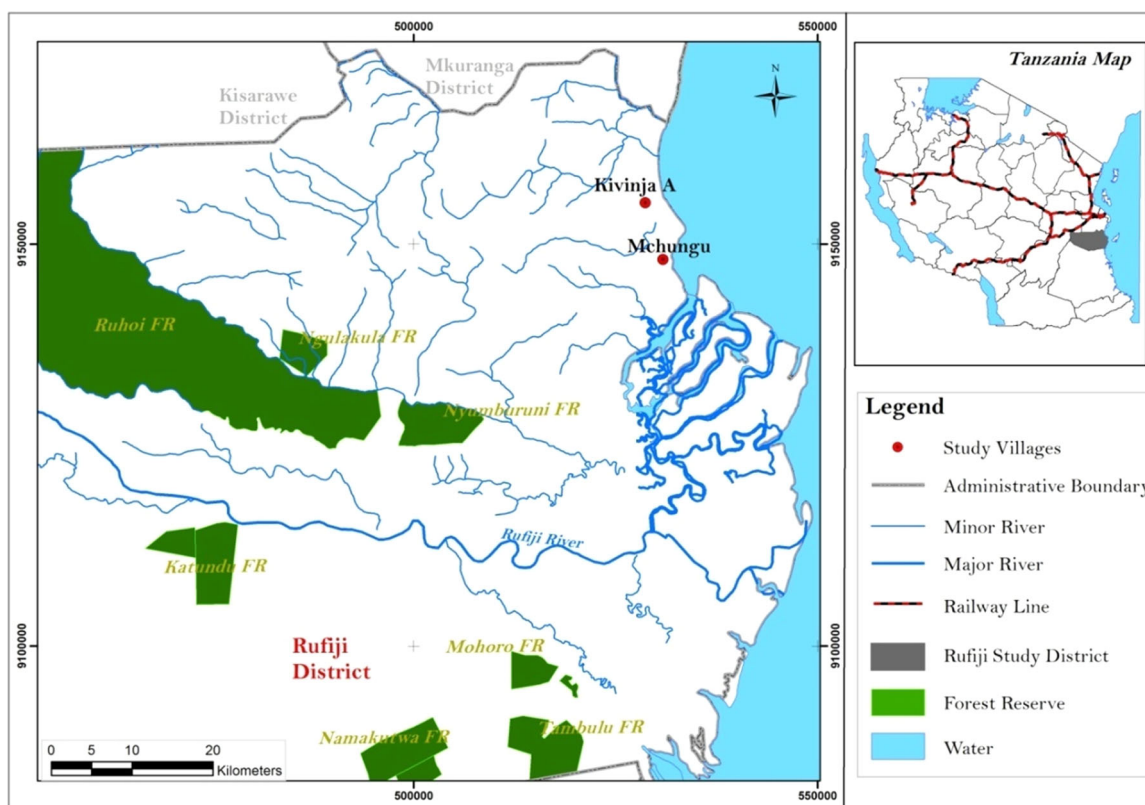 500000
550000
Mkuranga
District
Kisarawe
District
N
Kivinja A
9150000
9150000
Mchungu
Ruhoi FR
Ngulakula FR
Nyumburuni FR
Rufiji River
Katundu FR
Rufiji
District
Mohoro FR
9100000
9100000
Namakutwa FR
Tambulu FR
0 5 10 20
Kilometers
500000
550000
Tanzania Map
Legend
Study Villages
Administrative Boundary
Minor River
Major River
Railway Line
Rufiji Study District
Forest Reserve
Water